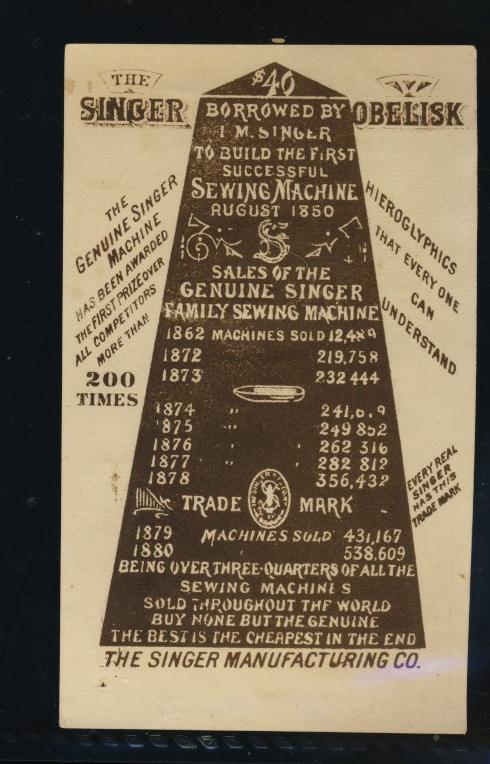 THE
SINGER
OBELISK
$40
BORROWED BY
I. M. SINGER
TO BUILD THE FIRST
SUCCESSFUL
SEWING MACHINE
AUGUST 1850
SALES OF THE
GENUINE SINGER
FAMILY SEWING MACHINE
1862 MACHINES SOLD
1872 219,758
1873 232 444
1874 "
1875 " 249 852
1876 " 262 316
1877 " 282 812
1878 356,432
TRADE MARK
1879 MACHINES SOLD 431,167
1880 538,609
BEING OVER THREE-QUARTERS OF ALL THE
SEWING MACHINES
SOLD THROUGHOUT THE WORLD
BUY NONE BUT THE GENUINE
THE BEST IS THE CHEAPEST IN THE END
THE SINGER MANUFACTURING CO.
THE
GENUINE SINGER
MACHINE
HAS BEEN AWARDED
THE FIRST PRIZE OVER
ALL COMPETITORS
MORE THAN
200
TIMES
HIEROGLYPHICS
THAT EVERY ONE
CAN
UNDERSTAND
EVERY REAL
SINGER
HAS THIS
TRADE MARK